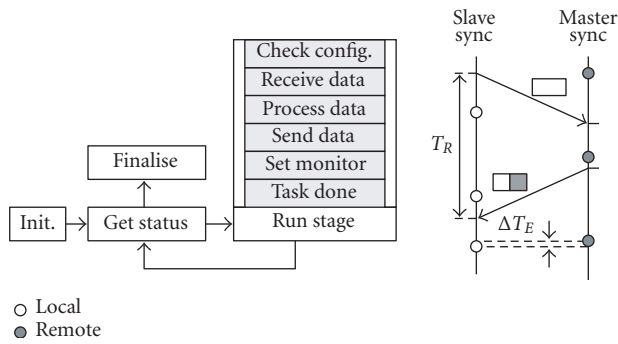 Check config.
Receive data
Process data
Send data
Set monitor
Task done
Run stage
Finalise
Init.
Get status
Slave
sync
Master
sync
T_R
ΔT_E
Local
Remote